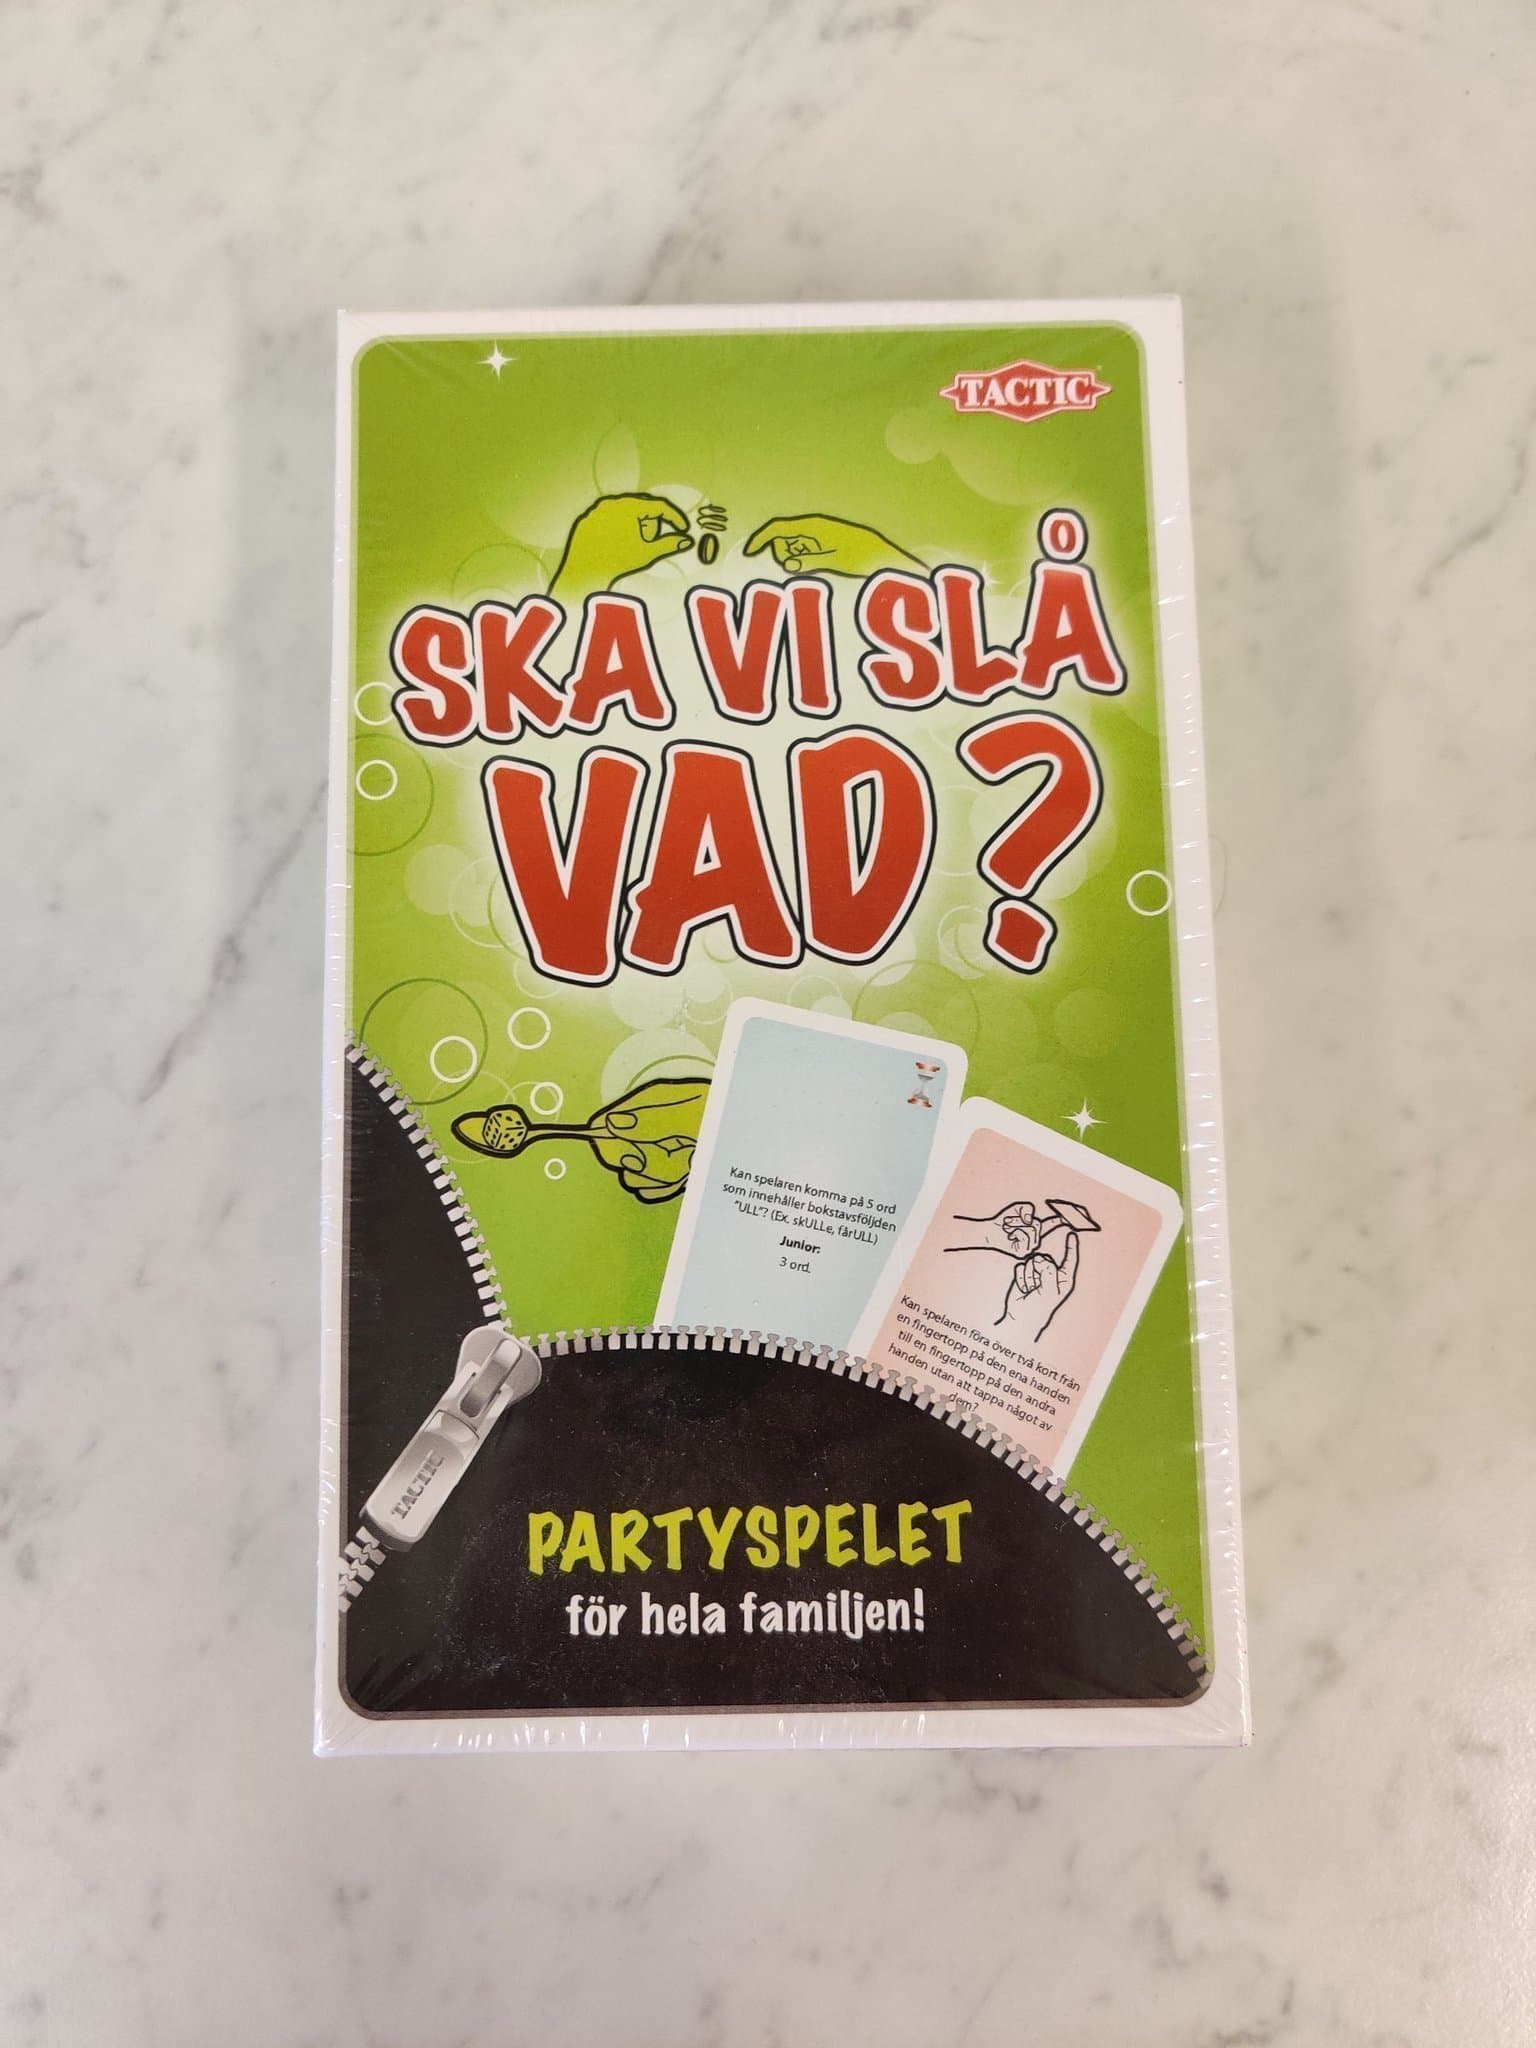 TACTIC
SKA VI SLÅ
VAD?
Kan spelaren komma på 5 ord
som innehåller bokstavsföljden
"ULL"? (Ex. skULLe, fårULL)
Junior:
3 ord.
Kan spelaren föra över två kort från
en fingertopp på den ena handen
till en fingertopp på den andra
handen utan att tappa något av
dem?
TACTIC
PARTYSPELET
för hela familjen!